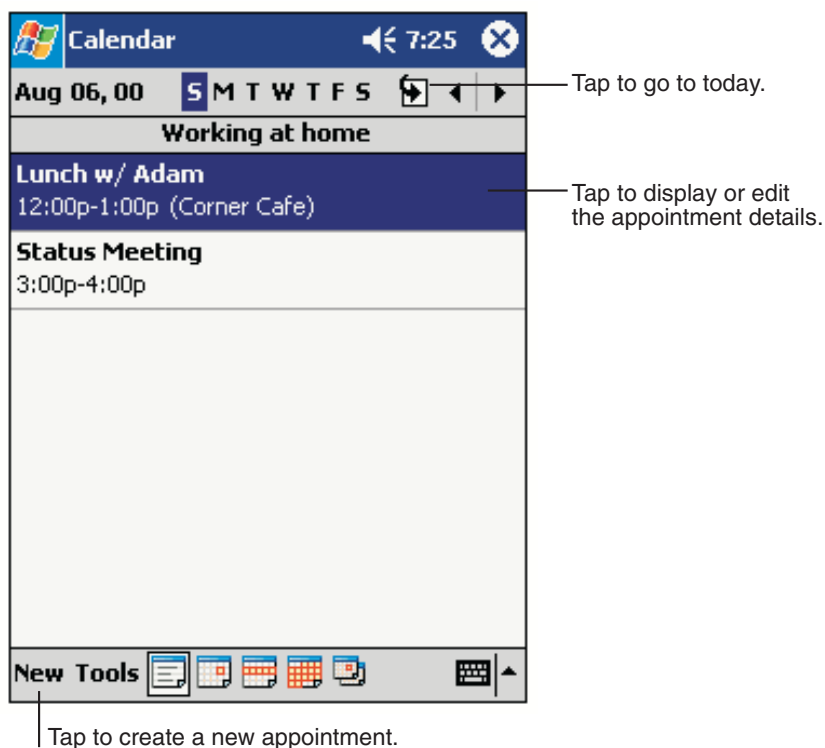 Calendar 7:25
Aug 06, 00 S M T W T F S
Tap to go to today.
Working at home
Lunch w/ Adam
12:00p-1:00p (Corner Cafe)
Tap to display or edit
the appointment details.
Status Meeting
3:00p-4:00p
New Tools
Tap to create a new appointment.